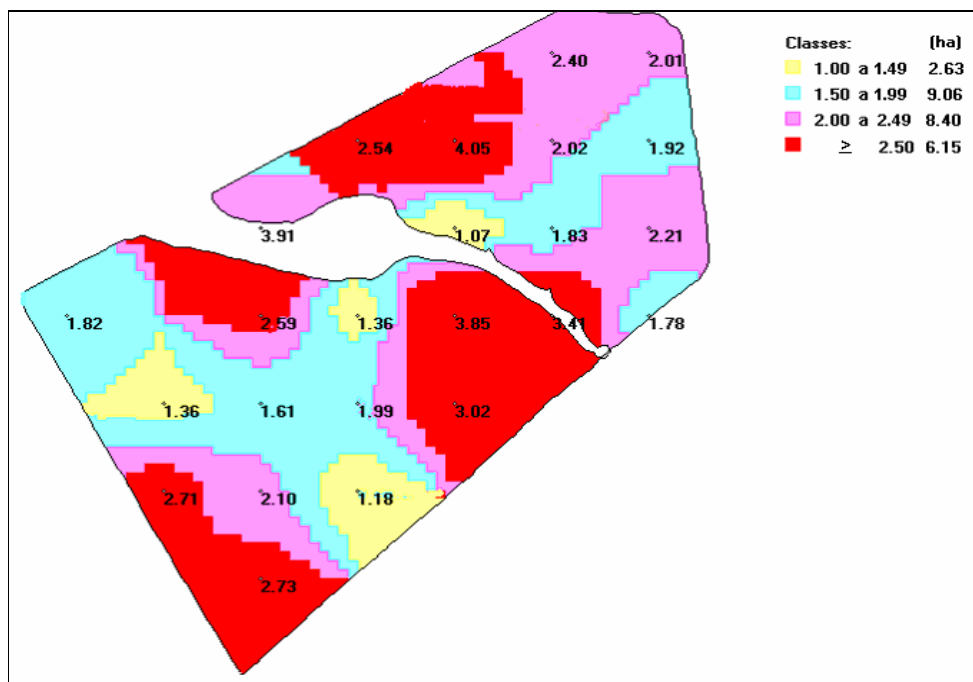 Classes: (ha)
1.00 a 1.49 2.63
1.50 a 1.99 9.06
2.00 a 2.49 8.40
≥ 2.50 6.15
2.40 2.01
2.54 4.05 2.02 1.92
3.91 1.07 1.83 2.21
1.82 2.59 1.36 3.85 3.41 1.78
1.36 1.61 1.99 3.02
2.71 2.10 1.18
2.73